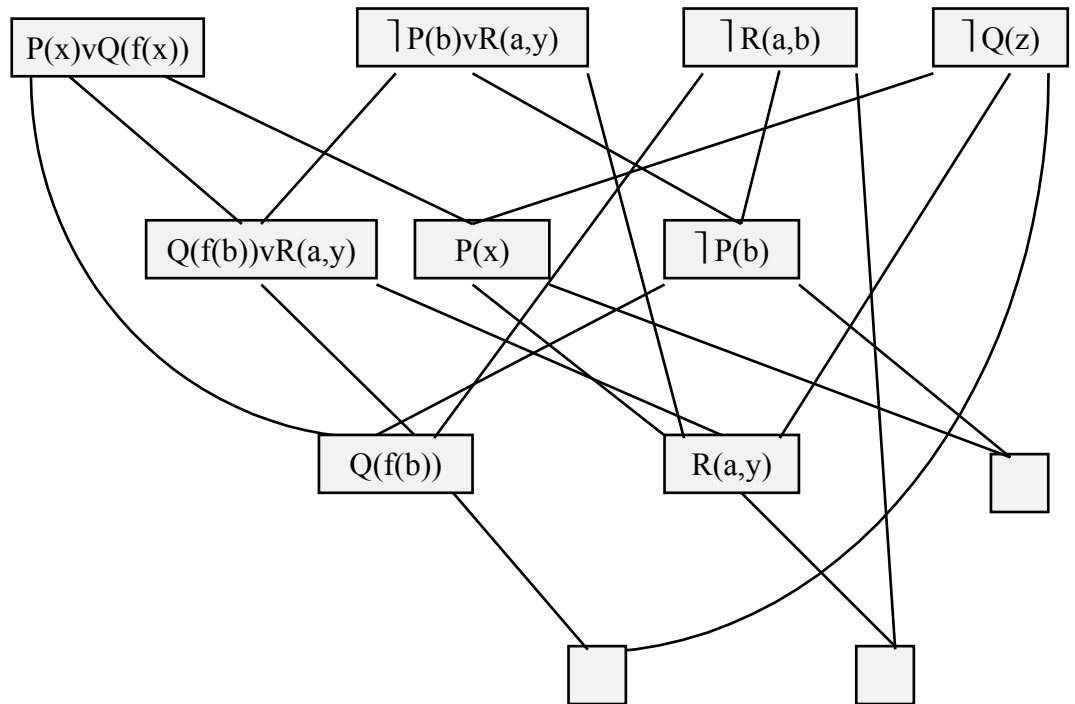 P(x)vQ(f(x))
⏋P(b)vR(a,y)
⏋R(a,b)
⏋Q(z)
Q(f(b))vR(a,y)
P(x)
⏋P(b)
Q(f(b))
R(a,y)